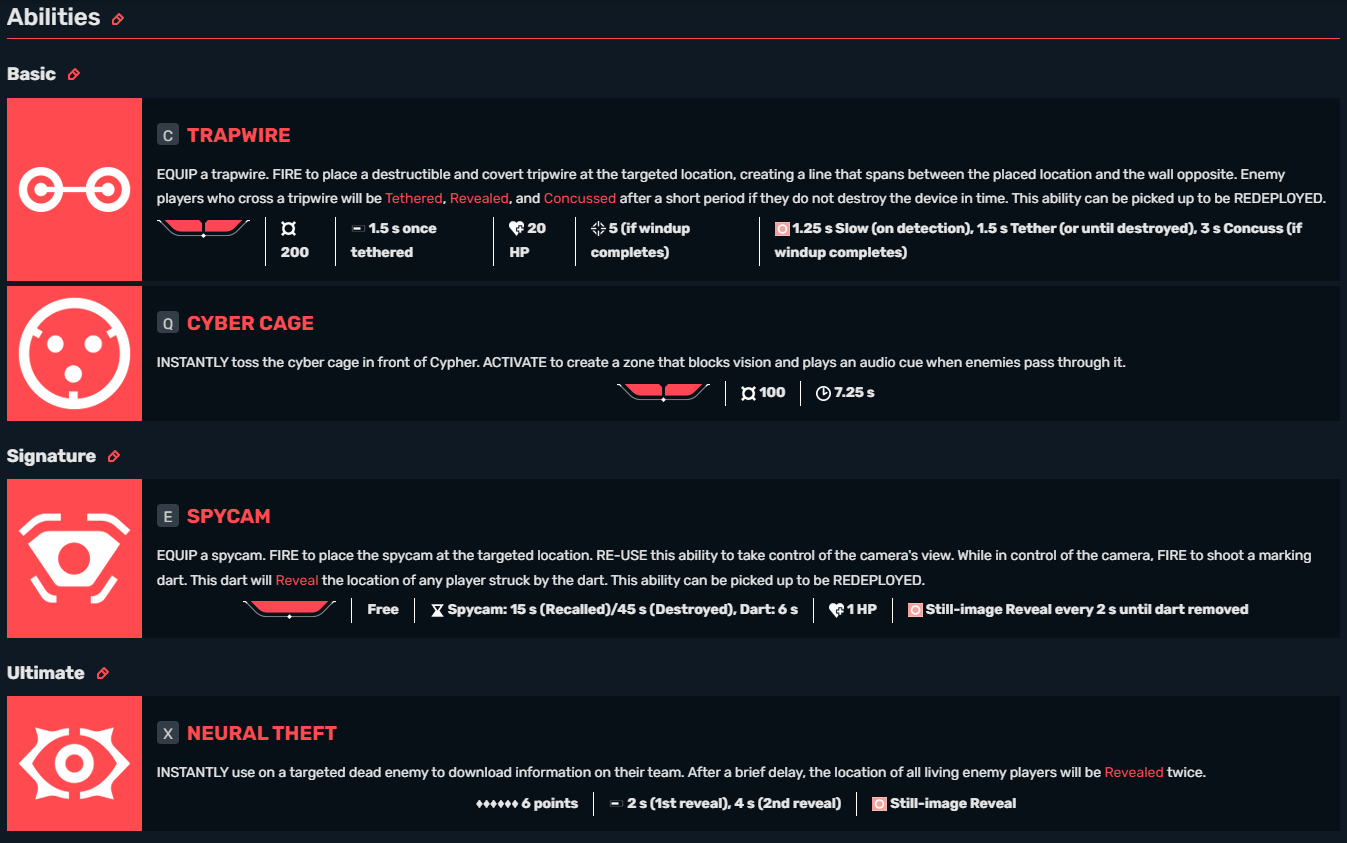 Abilities
Basic
C TRAPWIRE
EQUIP a trapwire. FIRE to place a destructible and covert tripwire at the targeted location, creating a line that spans between the placed location and the wall opposite. Enemy
players who cross a tripwire will be Tethered, Revealed, and Concussed after a short period if they do not destroy the device in time. This ability can be picked up to be REDEPLOYED.
200
1.5 s once
tethered
20
HP
5 (if windup
completes)
1.25 s Slow (on detection), 1.5 s Tether (or until destroyed), 3 s Concuss (if
windup completes)
Q CYBER CAGE
INSTANTLY toss the cyber cage in front of Cypher. ACTIVATE to create a zone that blocks vision and plays an audio cue when enemies pass through it.
100 7.25 s
Signature
E SPYCAM
EQUIP a spycam. FIRE to place the spycam at the targeted location. RE-USE this ability to take control of the camera's view. While in control of the camera, FIRE to shoot a marking
dart. This dart will Reveal the location of any player struck by the dart. This ability can be picked up to be REDEPLOYED.
Free Spycam: 15 s (Recalled)/45 s (Destroyed), Dart: 6 s 1 HP Still-image Reveal every 2 s until dart removed
Ultimate
X NEURAL THEFT
INSTANTLY use on a targeted dead enemy to download information on their team. After a brief delay, the location of all living enemy players will be Revealed twice.
6 points 2 s (1st reveal), 4 s (2nd reveal) Still-image Reveal